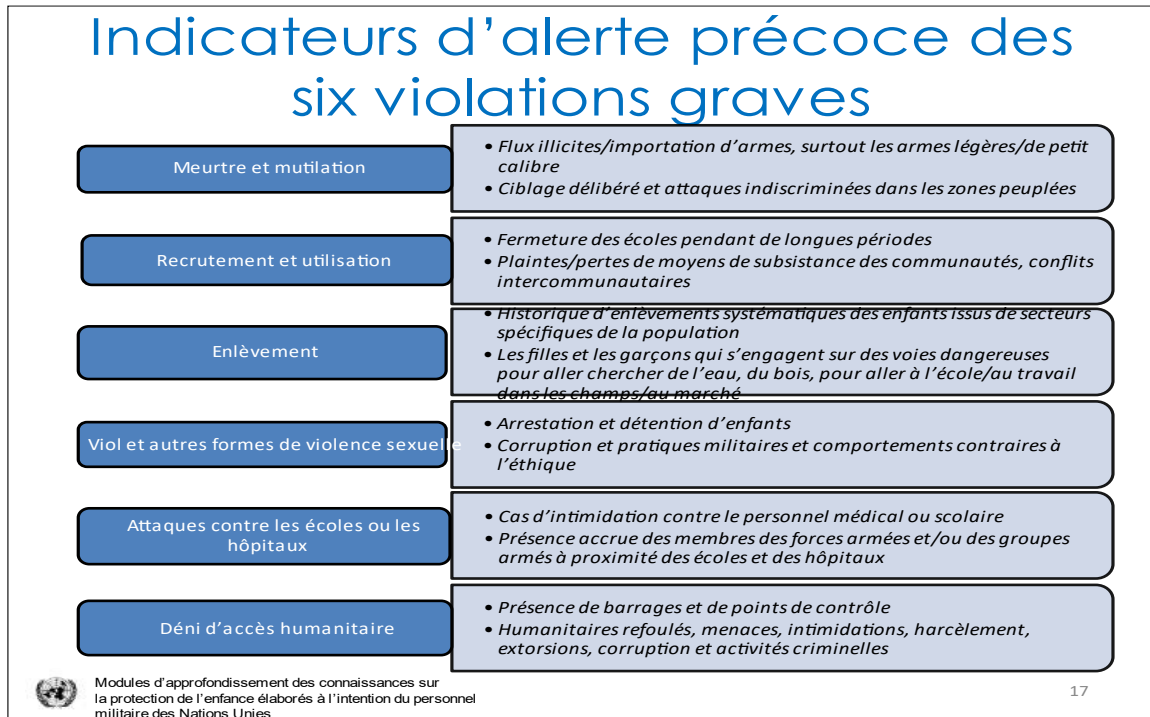 Indicateurs d’alerte précoce des
six violations graves
Meurtre et mutilation
• Flux illicites/importation d’armes, surtout les armes légères/de petit
calibre
• Ciblage délibéré et attaques indiscriminées dans les zones peuplées
Recrutement et utilisation
• Fermeture des écoles pendant de longues périodes
• Plaintes/pertes de moyens de subsistance des communautés, conflits
intercommunautaires
Enlèvement
• Historique d’enlèvements systématiques des enfants issus de secteurs
spécifiques de la population
• Les filles et les garçons qui s’engagent sur des voies dangereuses
pour aller chercher de l’eau, du bois, pour aller à l’école/au travail
dans les champs/au marché
Viol et autres formes de violence sexuelle
• Arrestation et détention d’enfants
• Corruption et pratiques militaires et comportements contraires à
l’éthique
Attaques contre les écoles ou les
hôpitaux
• Cas d’intimidation contre le personnel médical ou scolaire
• Présence accrue des membres des forces armées et/ou des groupes
armés à proximité des écoles et des hôpitaux
Déni d’accès humanitaire
• Présence de barrages et de points de contrôle
• Humanitaires refoulés, menaces, intimidations, harcèlement,
extorsions, corruption et activités criminelles
Modules d’approfondissement des connaissances sur
la protection de l’enfance élaborés à l’intention du personnel
militaire des Nations Unies
17